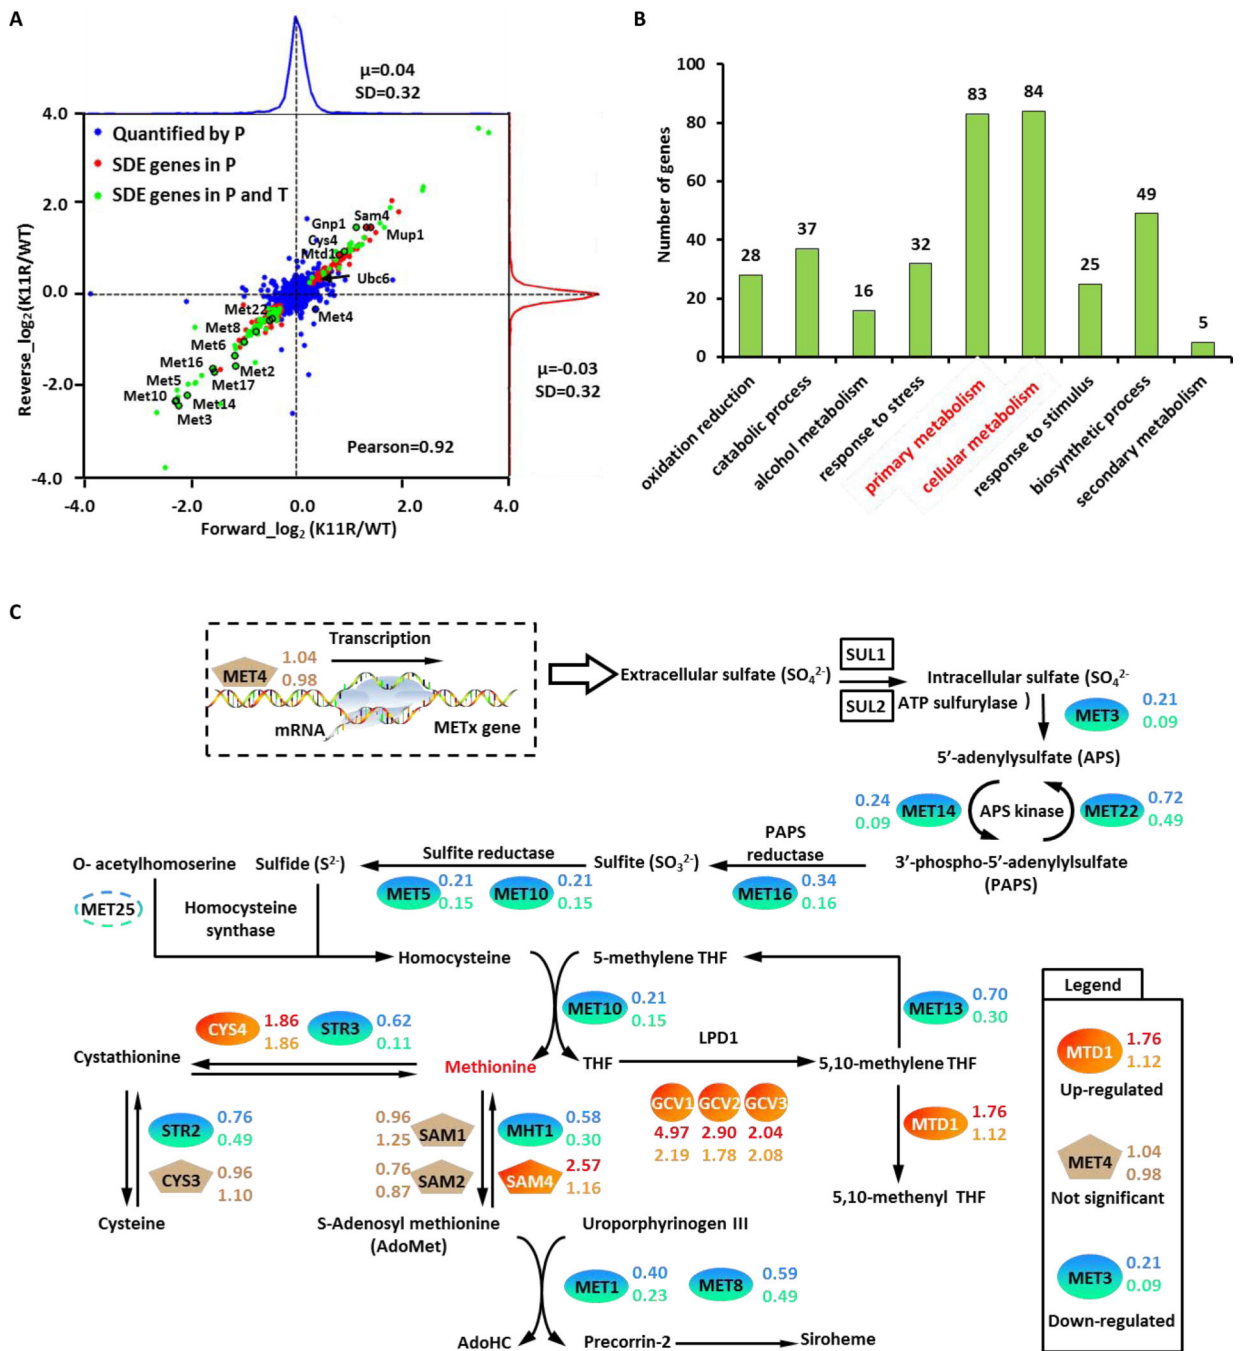 A
μ=0.04
SD=0.32
4.0
2.0
0.0
-2.0
-4.0
Reverse_log2 (K11R/WT)
Quantified by P
SDE genes in P
SDE genes in P and T
Gnp1
Sam4
Cys4
Mup1
Mtd1
Ubc6
Met22
Met4
Met8
Met6
Met16
Met2
Met5
Met17
Met10
Met14
Met3
Pearson=0.92
μ=-0.03
SD=0.32
-4.0 -2.0 0.0 2.0 4.0
Forward_log2 (K11R/WT)
B
Number of genes
100
80
60
40
20
0
28
37
16
32
83
84
25
49
5
oxidation reduction
catabolic process
alcohol metabolism
response to stress
primary metabolism
cellular metabolism
response to stimulus
biosynthetic process
secondary metabolism
C
Transcription
MET4
1.04
0.98
mRNA
METx gene
Extracellular sulfate (SO₄²⁻)
SUL1
SUL2
Intracellular sulfate (SO₄²⁻
ATP sulfurylase )
MET3
0.21
0.09
5′-adenylysulfate (APS)
0.24
0.09
MET14
APS kinase
MET22
0.72
0.49
3′-phospho-5′-adenylylsulfate
(PAPS)
PAPS
reductase
MET16
0.34
0.16
Sulfite (SO₃²⁻)
Sulfite reductase
MET5
0.21
0.15
MET10
0.21
0.15
O- acetylhomoserine
Sulfide (S²⁻)
MET25
Homocysteine
synthase
Homocysteine
5-methylene THF
MET10
0.21
0.15
MET13
0.70
0.30
CYS4
1.86
1.86
STR3
0.62
0.11
Cystathionine
Methionine
THF
LPD1
5,10-methylene THF
GCV1
GCV2
GCV3
4.97
2.90
2.04
2.19
1.78
2.08
MTD1
1.76
1.12
5,10-methenyl THF
STR2
0.76
0.49
CYS3
0.96
1.10
Cysteine
0.96
1.25
SAM1
0.76
0.87
SAM2
MHT1
0.58
0.30
SAM4
2.57
1.16
S-Adenosyl methionine
(AdoMet)
Uroporphyrinogen III
MET1
0.40
0.23
MET8
0.59
0.49
AdoHC
Precorrin-2
Siroheme
Legend
MTD1
1.76
1.12
Up-regulated
MET4
1.04
0.98
Not significant
MET3
0.21
0.09
Down-regulated